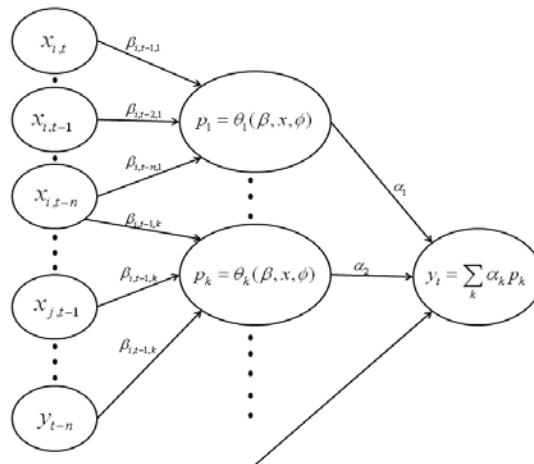 x_{i,t}
β_{i,t-1,1}
x_{i,t-1}
β_{i,t-2,1}
p_1 = θ_1(β, x, φ)
x_{i,t-n}
β_{i,t-n,1}
α_1
β_{i,t-1,k}
p_k = θ_k(β, x, φ)
α_2
y_t = ∑_k α_k p_k
x_{j,t-1}
β_{i,t-1,k}
β_{i,t-1,k}
y_{t-n}